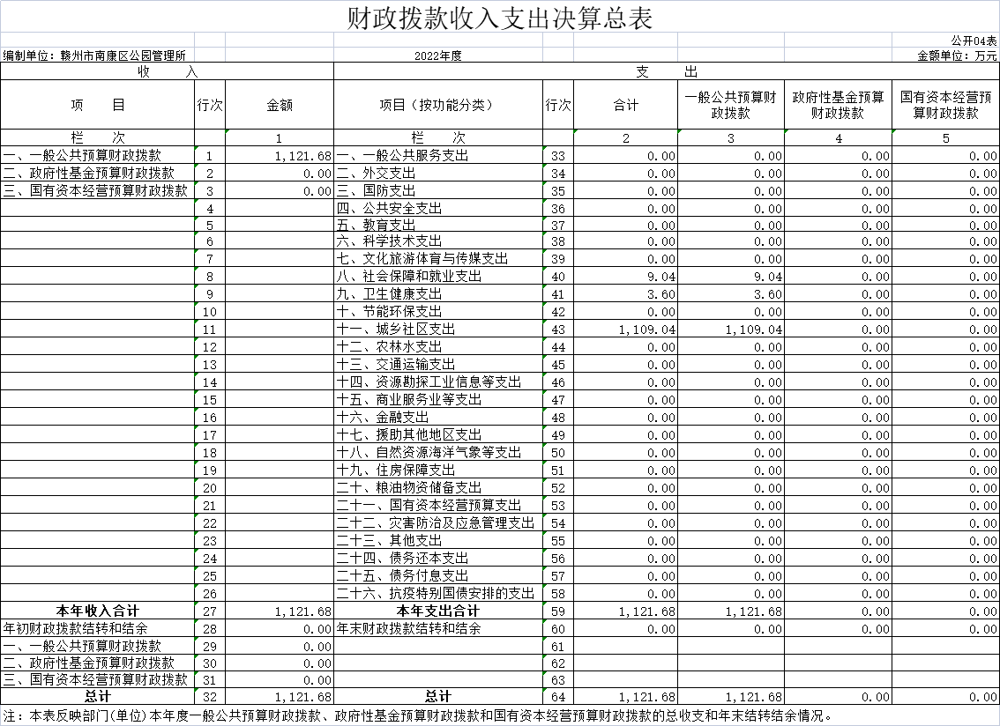 财政拨款收入支出决算总表
公开04表
编制单位：赣州市南康区公园管理所 2022年度 金额单位：万元
收 入 支 出
项 目 行次 金额 项目（按功能分类） 行次 合计 一般公共预算财政拨款 政府性基金预算财政拨款 国有资本经营预算财政拨款
栏 次 1 栏 次 2 3 4 5
一、一般公共预算财政拨款 1 1,121.68 一、一般公共服务支出 33 0.00 0.00 0.00 0.00
二、政府性基金预算财政拨款 2 0.00 二、外交支出 34 0.00 0.00 0.00 0.00
三、国有资本经营预算财政拨款 3 0.00 三、国防支出 35 0.00 0.00 0.00 0.00
4 四、公共安全支出 36 0.00 0.00 0.00 0.00
5 五、教育支出 37 0.00 0.00 0.00 0.00
6 六、科学技术支出 38 0.00 0.00 0.00 0.00
7 七、文化旅游体育与传媒支出 39 0.00 0.00 0.00 0.00
8 八、社会保障和就业支出 40 9.04 9.04 0.00 0.00
9 九、卫生健康支出 41 3.60 3.60 0.00 0.00
10 十、节能环保支出 42 0.00 0.00 0.00 0.00
11 十一、城乡社区支出 43 1,109.04 1,109.04 0.00 0.00
12 十二、农林水支出 44 0.00 0.00 0.00 0.00
13 十三、交通运输支出 45 0.00 0.00 0.00 0.00
14 十四、资源勘探工业信息等支出 46 0.00 0.00 0.00 0.00
15 十五、商业服务业等支出 47 0.00 0.00 0.00 0.00
16 十六、金融支出 48 0.00 0.00 0.00 0.00
17 十七、援助其他地区支出 49 0.00 0.00 0.00 0.00
18 十八、自然资源海洋气象等支出 50 0.00 0.00 0.00 0.00
19 十九、住房保障支出 51 0.00 0.00 0.00 0.00
20 二十、粮油物资储备支出 52 0.00 0.00 0.00 0.00
21 二十一、国有资本经营预算支出 53 0.00 0.00 0.00 0.00
22 二十二、灾害防治及应急管理支出 54 0.00 0.00 0.00 0.00
23 二十三、其他支出 55 0.00 0.00 0.00 0.00
24 二十四、债务还本支出 56 0.00 0.00 0.00 0.00
25 二十五、债务付息支出 57 0.00 0.00 0.00 0.00
26 二十六、抗疫特别国债安排的支出 58 0.00 0.00 0.00 0.00
本年收入合计 27 1,121.68 本年支出合计 59 1,121.68 1,121.68 0.00 0.00
年初财政拨款结转和结余 28 0.00 年末财政拨款结转和结余 60 0.00 0.00 0.00 0.00
一、一般公共预算财政拨款 29 0.00 61
二、政府性基金预算财政拨款 30 0.00 62
三、国有资本经营预算财政拨款 31 0.00 63
总计 32 1,121.68 总计 64 1,121.68 1,121.68 0.00 0.00
注：本表反映部门(单位)本年度一般公共预算财政拨款、政府性基金预算财政拨款和国有资本经营预算财政拨款的总收支和年末结转结余情况。